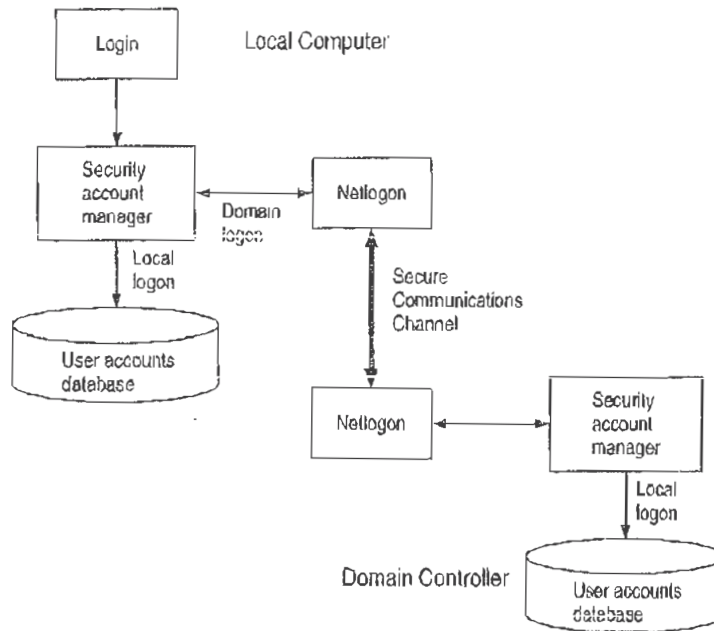 Login
Local Computer
Security
account
manager
Netlogon
Domain
logon
Local
logon
Secure
Communications
Channel
User accounts
database
Netlogon
Security
account
manager
Local
logon
Domain Controller
User accounts
database